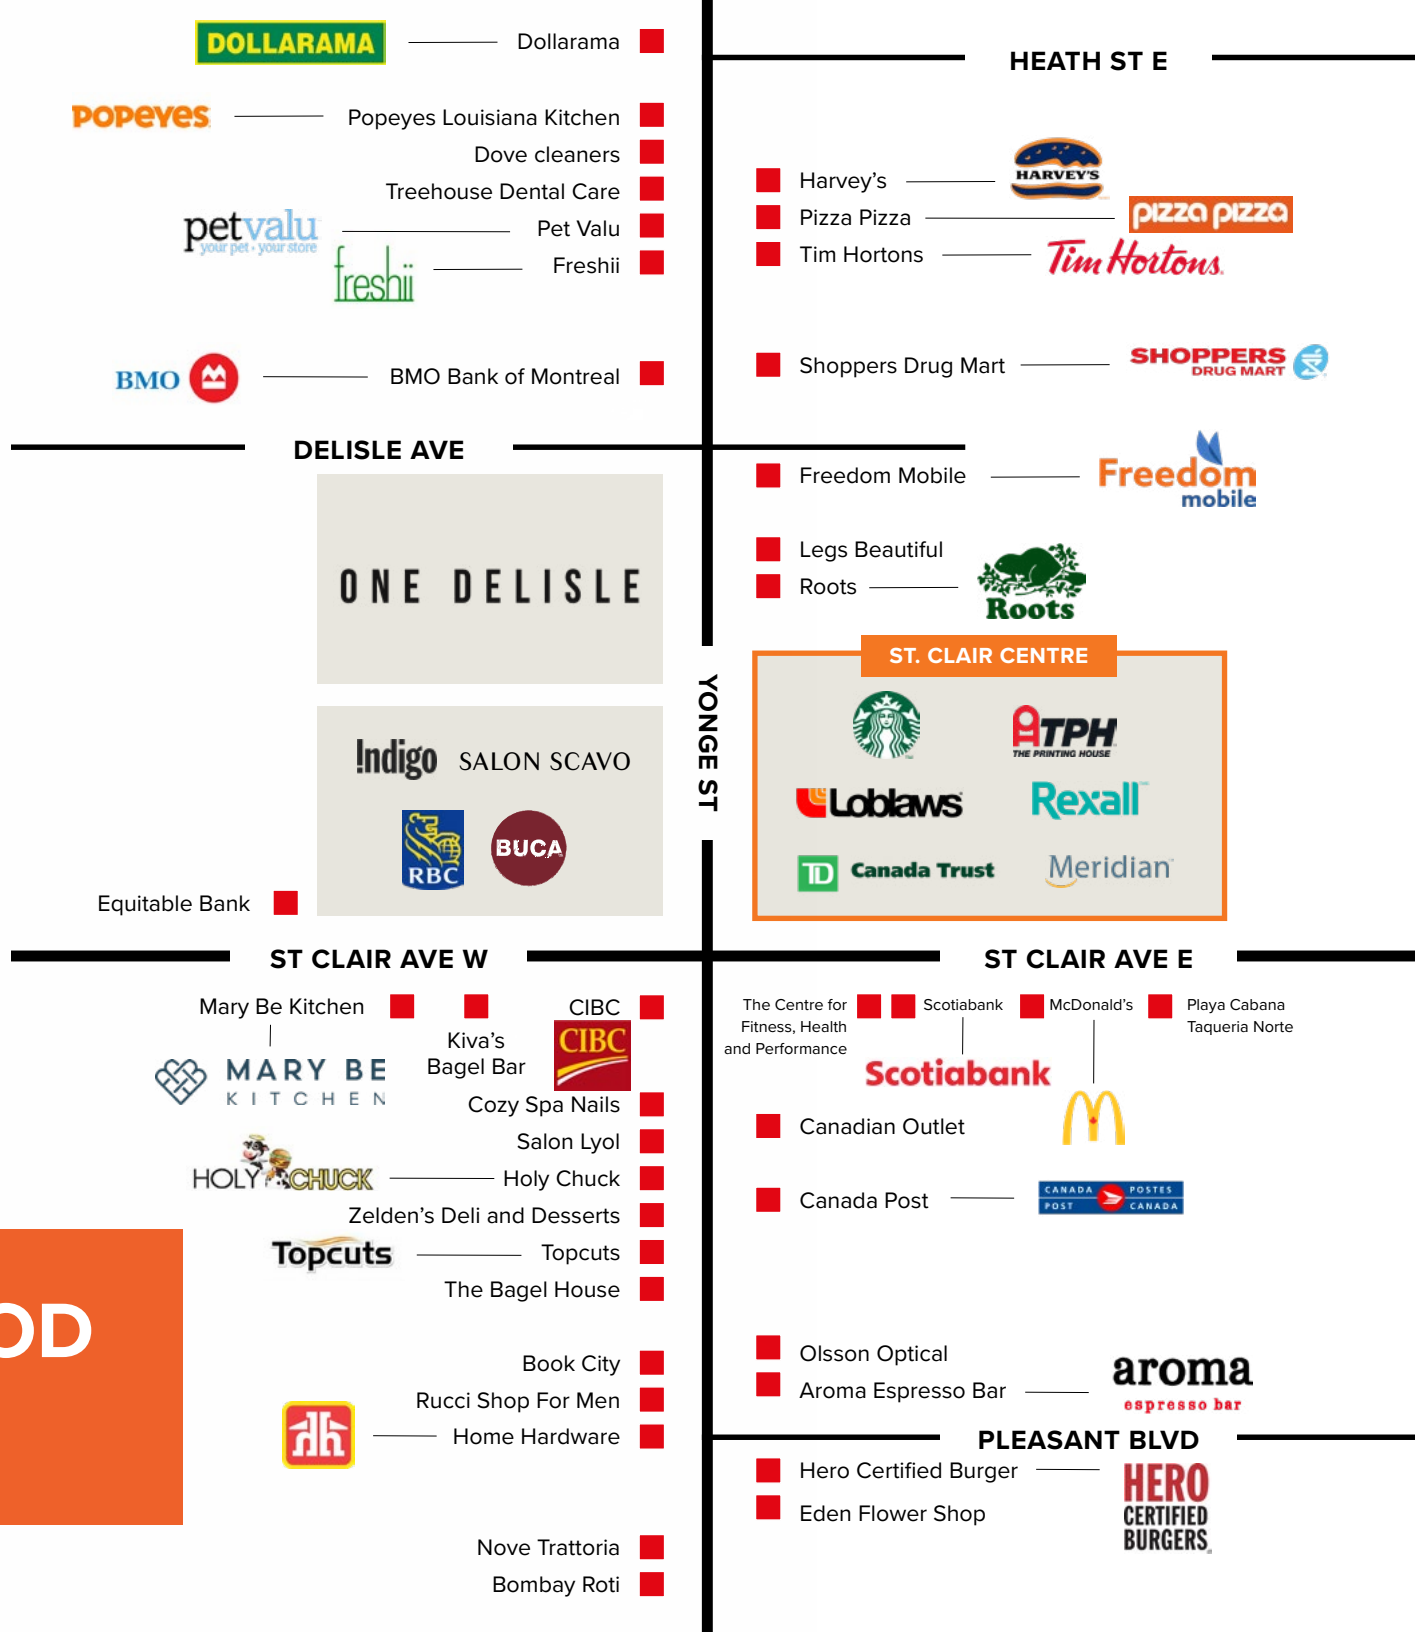 DOLLARAMA
Dollarama
HEATH ST E
POPEYES
Popeyes Louisiana Kitchen
Dove cleaners
Treehouse Dental Care
petvalu
your pet • your store
Pet Valu
freshii
Freshii
Harvey's
HARVEY'S
Pizza Pizza
pizza pizza
Tim Hortons
Tim Hortons
BMO
BMO Bank of Montreal
Shoppers Drug Mart
SHOPPERS
DRUG MART
DELISLE AVE
Freedom Mobile
Freedom
mobile
ONE DELISLE
Legs Beautiful
Roots
Roots
YONGE ST
ST. CLAIR CENTRE
Indigo
SALON SCAVO
RBC
BUCA
TPH
THE PRINTING HOUSE
Loblaws
Rexall
TD Canada Trust
Meridian
Equitable Bank
ST CLAIR AVE W
ST CLAIR AVE E
Mary Be Kitchen
MARY BE
KITCHEN
Kiva's
Bagel Bar
CIBC
CIBC
Cozy Spa Nails
Salon Lyol
HOLY CHUCK
Holy Chuck
Zelden's Deli and Desserts
Topcuts
Topcuts
The Bagel House
The Centre for
Fitness, Health
and Performance
Scotiabank
Scotiabank
McDonald's
Playa Cabana
Taqueria Norte
Canadian Outlet
Canada Post
CANADA POSTES
POST CANADA
OD
Book City
Rucci Shop For Men
Home Hardware
Olsson Optical
Aroma Espresso Bar
aroma
espresso bar
PLEASANT BLVD
Hero Certified Burger
HERO
CERTIFIED
BURGERS
Eden Flower Shop
Nove Trattoria
Bombay Roti